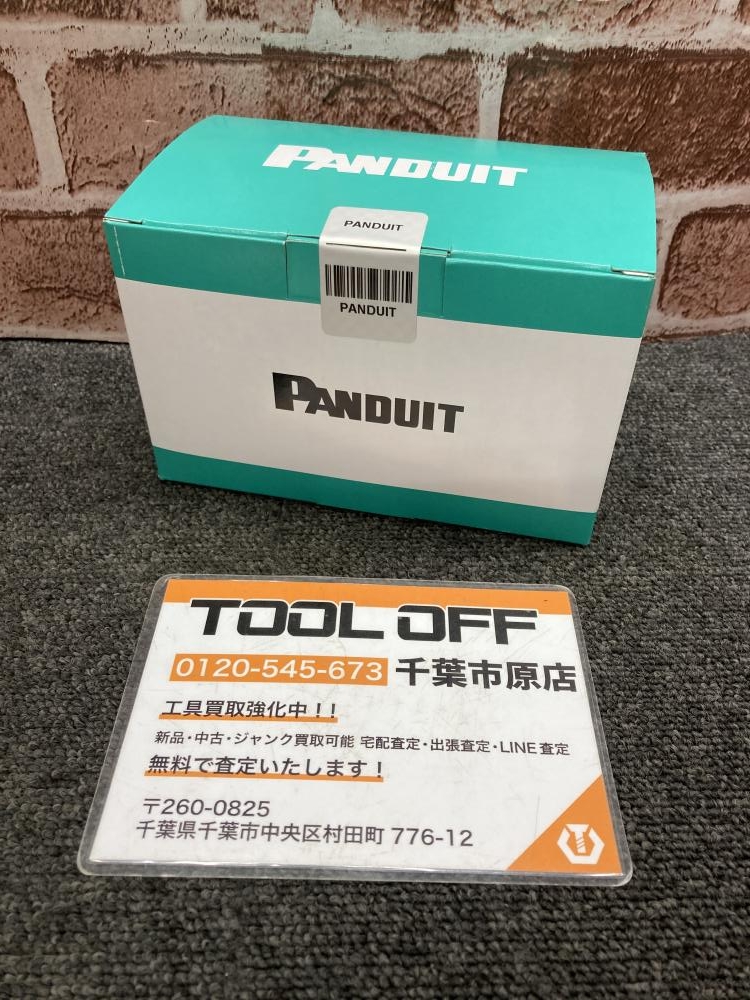 PANDUIT
PANDUIT
PANDUIT
PANDUIT
TOOL OFF
0120-545-673 千葉市原店
工具買取強化中!!
新品・中古・ジャンク買取可能 宅配査定・出張査定・LINE査定
無料で査定いたします!
〒260-0825
千葉県千葉市中央区村田町 776-12